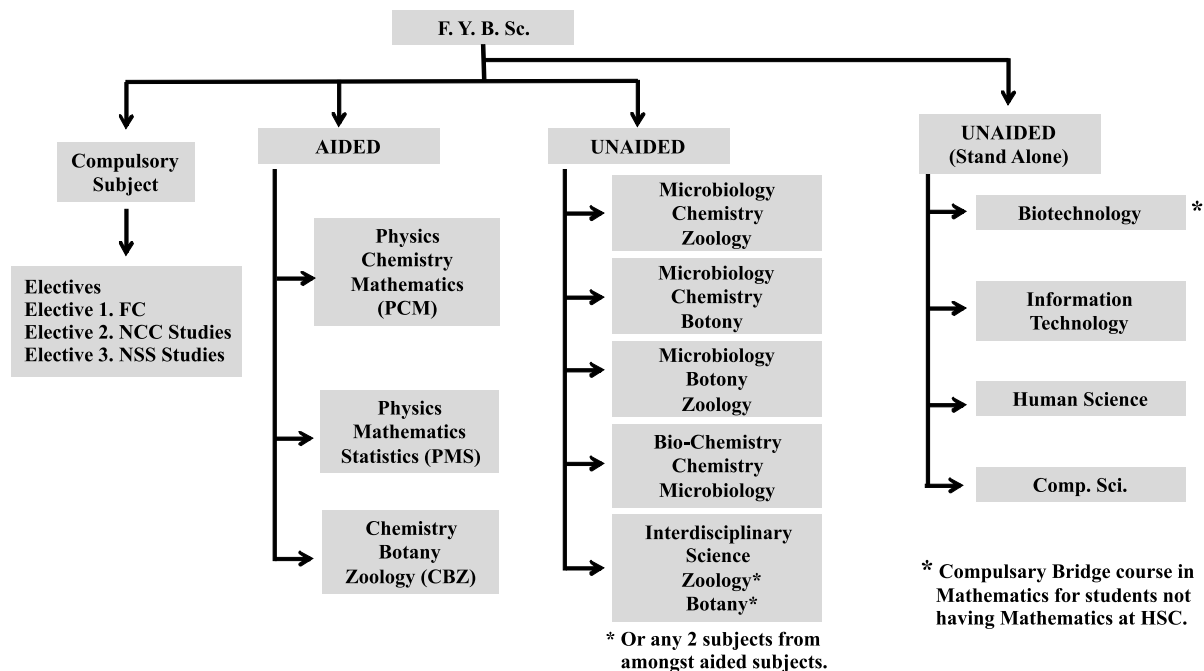 F. Y. B. Sc.
Compulsory
Subject
Electives
Elective 1. FC
Elective 2. NCC Studies
Elective 3. NSS Studies
AIDED
Physics
Chemistry
Mathematics
(PCM)
Physics
Mathematics
Statistics (PMS)
Chemistry
Botany
Zoology (CBZ)
UNAIDED
Microbiology
Chemistry
Zoology
Microbiology
Chemistry
Botony
Microbiology
Botony
Zoology
Bio-Chemistry
Chemistry
Microbiology
Interdisciplinary
Science
Zoology*
Botany*
* Or any 2 subjects from
amongst aided subjects.
UNAIDED
(Stand Alone)
Biotechnology *
Information
Technology
Human Science
Comp. Sci.
* Compulsary Bridge course in
Mathematics for students not
having Mathematics at HSC.